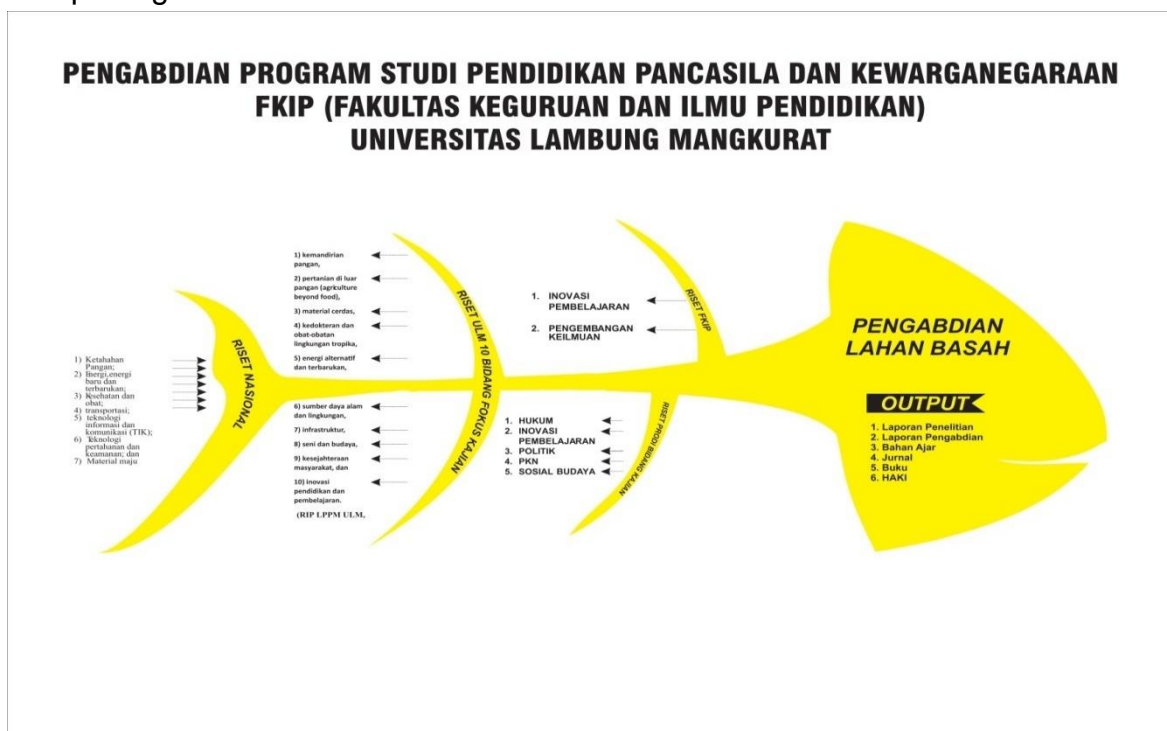 PENGABDIAN PROGRAM STUDI PENDIDIKAN PANCASILA DAN KEWARGANEGARAAN
FKIP (FAKULTAS KEGURUAN DAN ILMU PENDIDIKAN)
UNIVERSITAS LAMBUNG MANGKURAT
1) Ketahahan
Pangan;
2) energi
baru dan
terbarukan;
3) Kesehatan dan
obat;
4) transportasi;
5) teknologi
informasi dan
komunikasi (TIK);
6) Teknologi
pertahanan dan
keamanan; dan
7) Material maju
RISET NASIONAL
1) kemandirian
pangan,
2) pertanian di luar
pangan (agriculture
beyond food),
3) material cerdas,
4) kedokteran dan
obat-obatan
lingkungan tropika,
5) energi alternatif
dan terbarukan,
6) sumber daya alam
dan lingkungan,
7) infrastruktur,
8) seni dan budaya,
9) kesejahteraan
masyarakat, dan
10) inovasi
pendidikan dan
pembelajaran.
(RIP LPPM ULM,
RISET ULM 10 BIDANG FOKUS KAJIAN
1. INOVASI
PEMBELAJARAN
2. PENGEMBANGAN
KEILMUAN
RISET FKIP
1. HUKUM
2. INOVASI
PEMBELAJARAN
3. POLITIK
4. PKN
5. SOSIAL BUDAYA
RISET PRODI BIDANG KAJIAN
PENGABDIAN
LAHAN BASAH
OUTPUT
1. Laporan Penelitian
2. Laporan Pengabdian
3. Bahan Ajar
4. Jurnal
5. Buku
6. HAKI